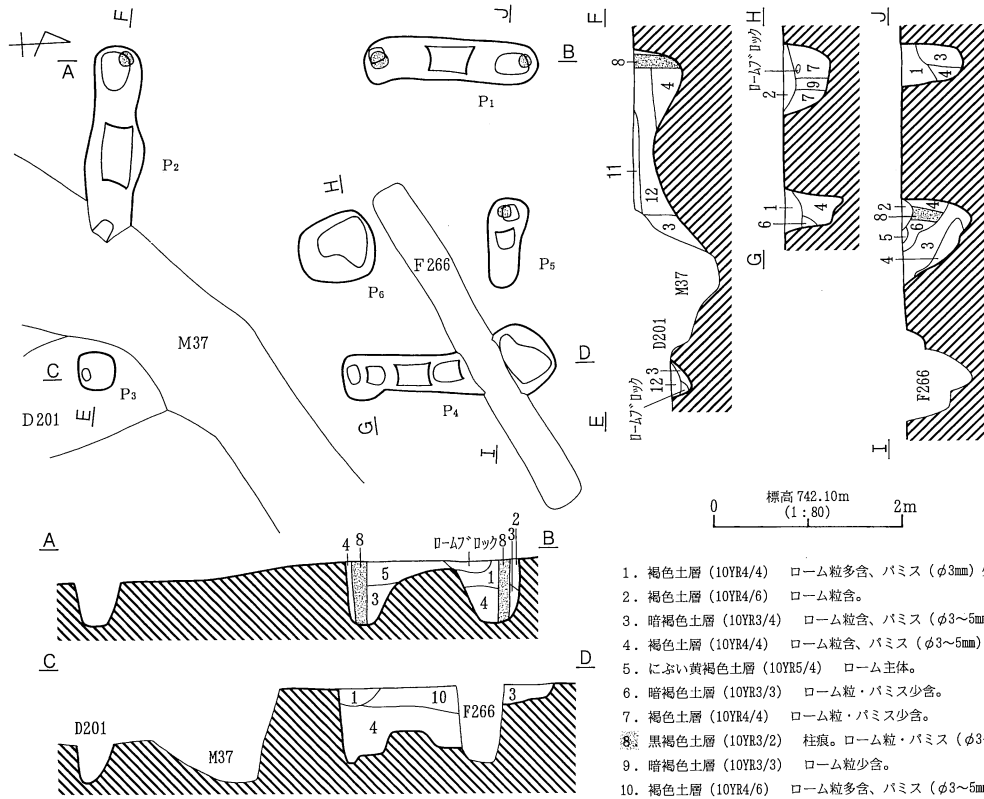 F
A
P2
J
B
P1
H
P6
F266
P5
M37
C
E
P3
D201
D
P4
G
I
F
8
4
11
12
3
M37
D201
3
12
ロームブロック
E
H
ロームブロック
7
2
9
7
1
4
6
G
J
3
1
4
2
4
8
6
5
3
4
F266
I
標高 742.10m
(1：80)
0 2m
A
4 8 ロームブロック 8 3 2
B
5 1
3 4
C
D
D201
M37
1 10 F266 3
4
1．褐色土層 (10YR4/4) ローム粒多含、パミス (φ3mm)
2．褐色土層 (10YR4/6) ローム粒含。
3．暗褐色土層 (10YR3/4) ローム粒含、パミス (φ3～5mm
4．褐色土層 (10YR4/4) ローム粒含、パミス (φ3～5mm)
5．にぶい黄褐色土層 (10YR5/4) ローム主体。
6．暗褐色土層 (10YR3/3) ローム粒・パミス少含。
7．褐色土層 (10YR4/4) ローム粒・パミス少含。
8．黒褐色土層 (10YR3/2) 柱痕。ローム粒・パミス (φ3
9．暗褐色土層 (10YR3/3) ローム粒少含。
10．褐色土層 (10YR4/6) ローム粒多含、パミス (φ3～5mm